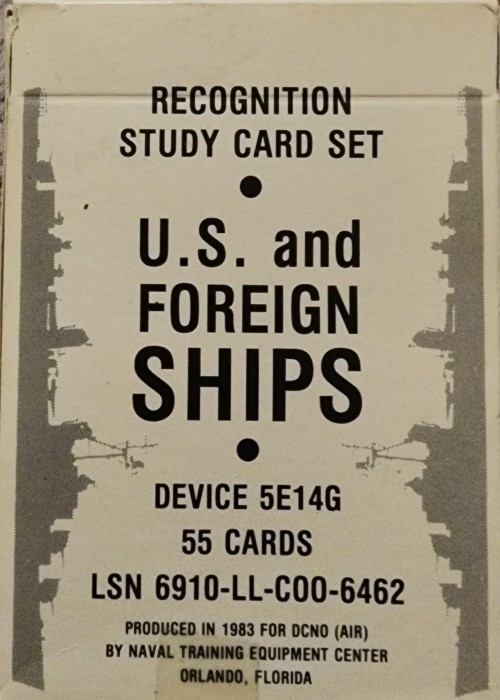 RECOGNITION
STUDY CARD SET
●
U.S. and
FOREIGN
SHIPS
●
DEVICE 5E14G
55 CARDS
LSN 6910-LL-COO-6462
PRODUCED IN 1983 FOR DCNO (AIR)
BY NAVAL TRAINING EQUIPMENT CENTER
ORLANDO, FLORIDA